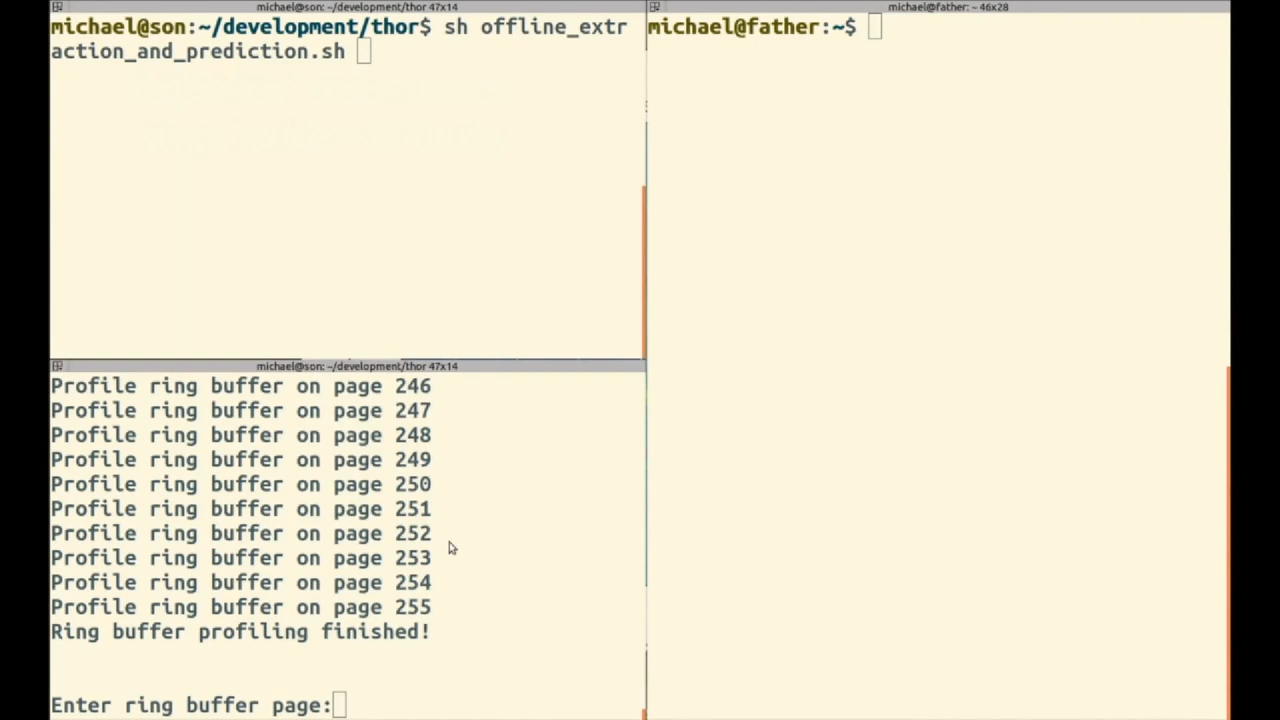 michael@son: ~/development/thor 47x14
michael@son:~/development/thor$ sh offline_extr
action_and_prediction.sh
michael@father: ~ 46x28
michael@father:~$
michael@son: ~/development/thor 47x14
Profile ring buffer on page 246
Profile ring buffer on page 247
Profile ring buffer on page 248
Profile ring buffer on page 249
Profile ring buffer on page 250
Profile ring buffer on page 251
Profile ring buffer on page 252
Profile ring buffer on page 253
Profile ring buffer on page 254
Profile ring buffer on page 255
Ring buffer profiling finished!
Enter ring buffer page: